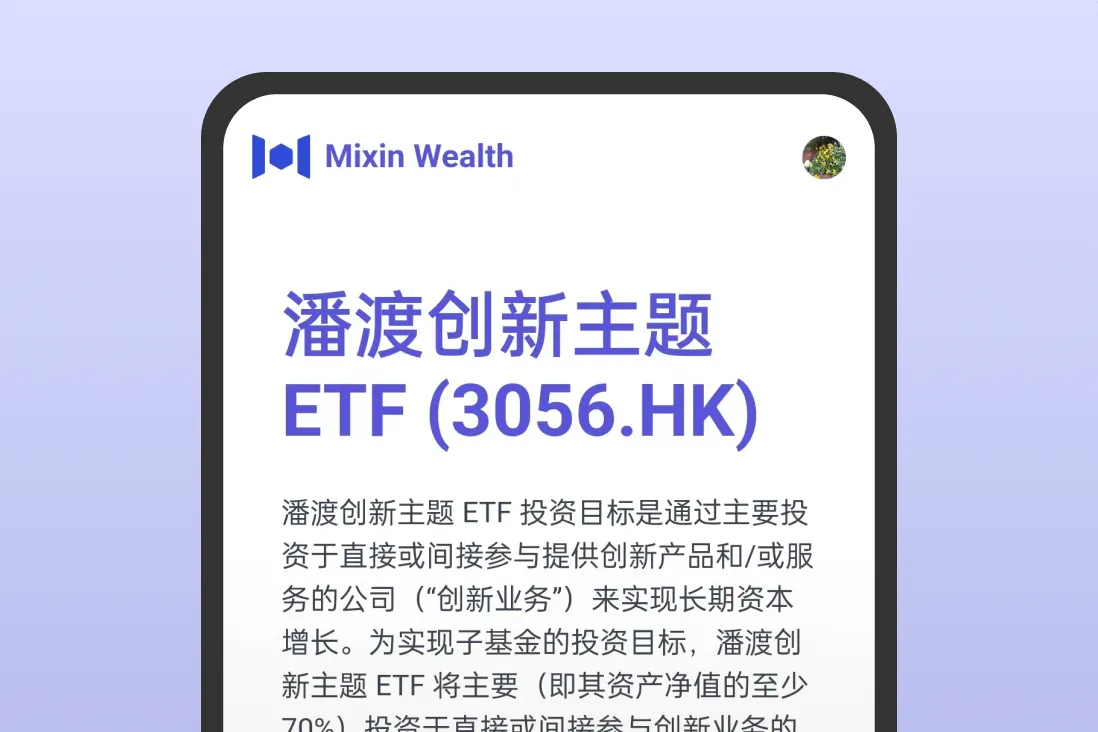 Mixin Wealth
潘渡创新主题
ETF (3056.HK)
潘渡创新主题 ETF 投资目标是通过主要投
资于直接或间接参与提供创新产品和/或服
务的公司（“创新业务”）来实现长期资本
增长。为实现子基金的投资目标，潘渡创
新主题 ETF 将主要（即其资产净值的至少
70%）投资于直接或间接参与创新业务的